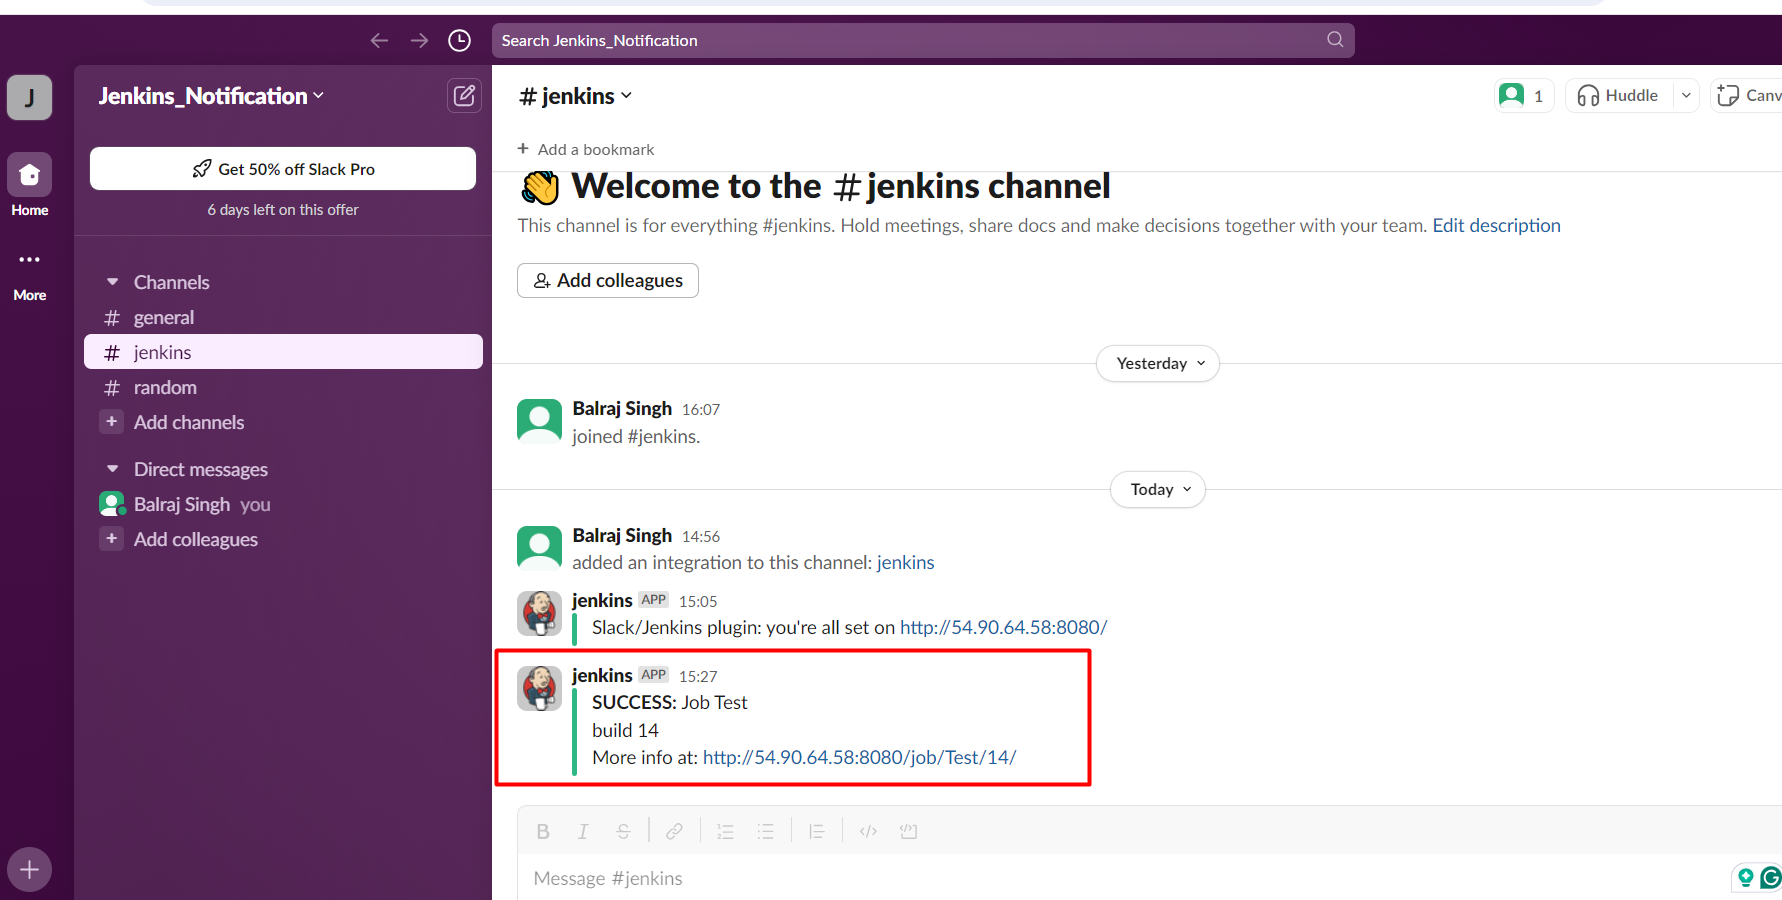 Search Jenkins_Notification
J
Home
More
Jenkins_Notification
Get 50% off Slack Pro
6 days left on this offer
Channels
# general
# jenkins
# random
+ Add channels
Direct messages
Balraj Singh you
+ Add colleagues
# jenkins
1
Huddle
Canv
+ Add a bookmark
Welcome to the # jenkins channel
This channel is for everything #jenkins. Hold meetings, share docs and make decisions together with your team. Edit description
Add colleagues
Yesterday
Balraj Singh 16:07
joined #jenkins.
Today
Balraj Singh 14:56
added an integration to this channel: jenkins
jenkins APP 15:05
Slack/Jenkins plugin: you're all set on http://54.90.64.58:8080/
jenkins APP 15:27
SUCCESS: Job Test
build 14
More info at: http://54.90.64.58:8080/job/Test/14/
B I S
Message #jenkins